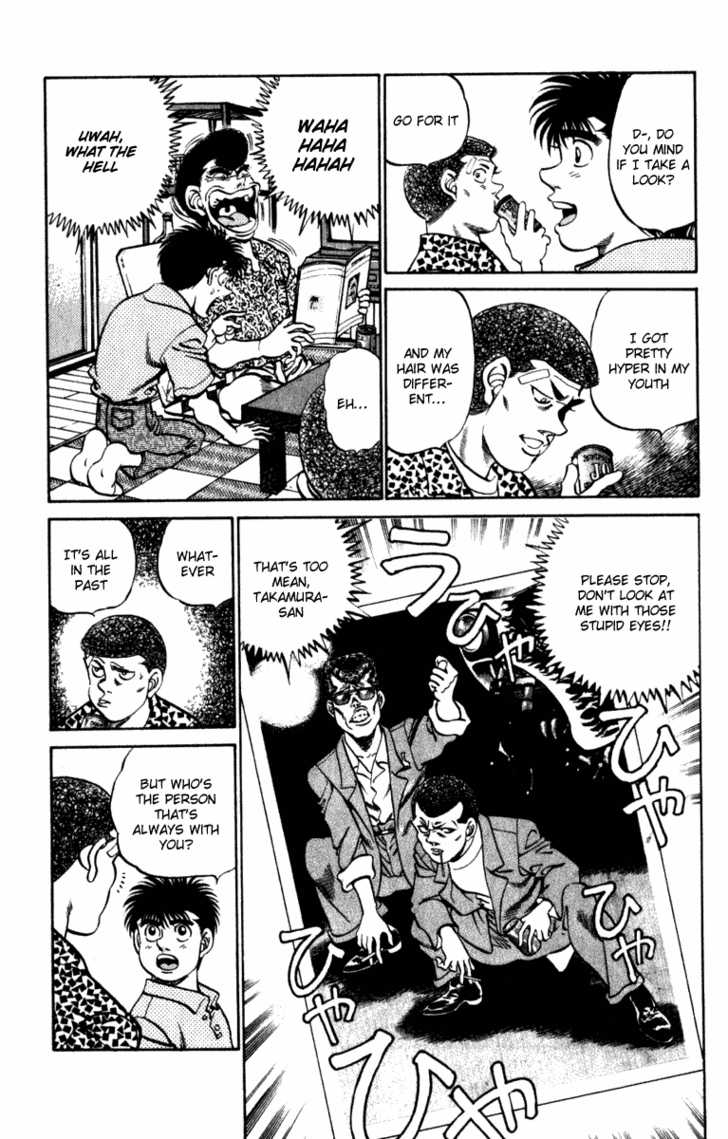 D-, DO
YOU MIND
IF I TAKE
A LOOK?
GO FOR IT
I GOT
PRETTY
HYPER IN MY
YOUTH
AND MY
HAIR WAS
DIFFER-
ENT...
WAHA
HAHA
HAHAH
UWAH,
WHAT THE
HELL
EH...
PLEASE STOP,
DON'T LOOK AT
ME WITH THOSE
STUPID EYES!!
THAT'S TOO
MEAN,
TAKAMURA-
SAN
うひゃ
ひゃ
ひゃ
ひゃ
ひゃ
WHAT-
EVER
IT'S ALL
IN THE
PAST
BUT WHO'S
THE PERSON
THAT'S
ALWAYS WITH
YOU?